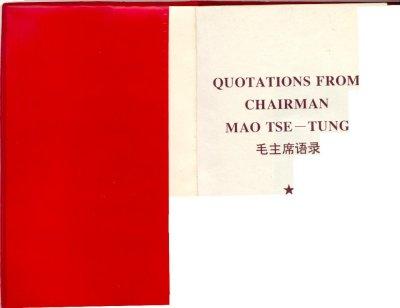 QUOTATIONS FROM
CHAIRMAN
MAO TSE—TUNG
毛主席语录